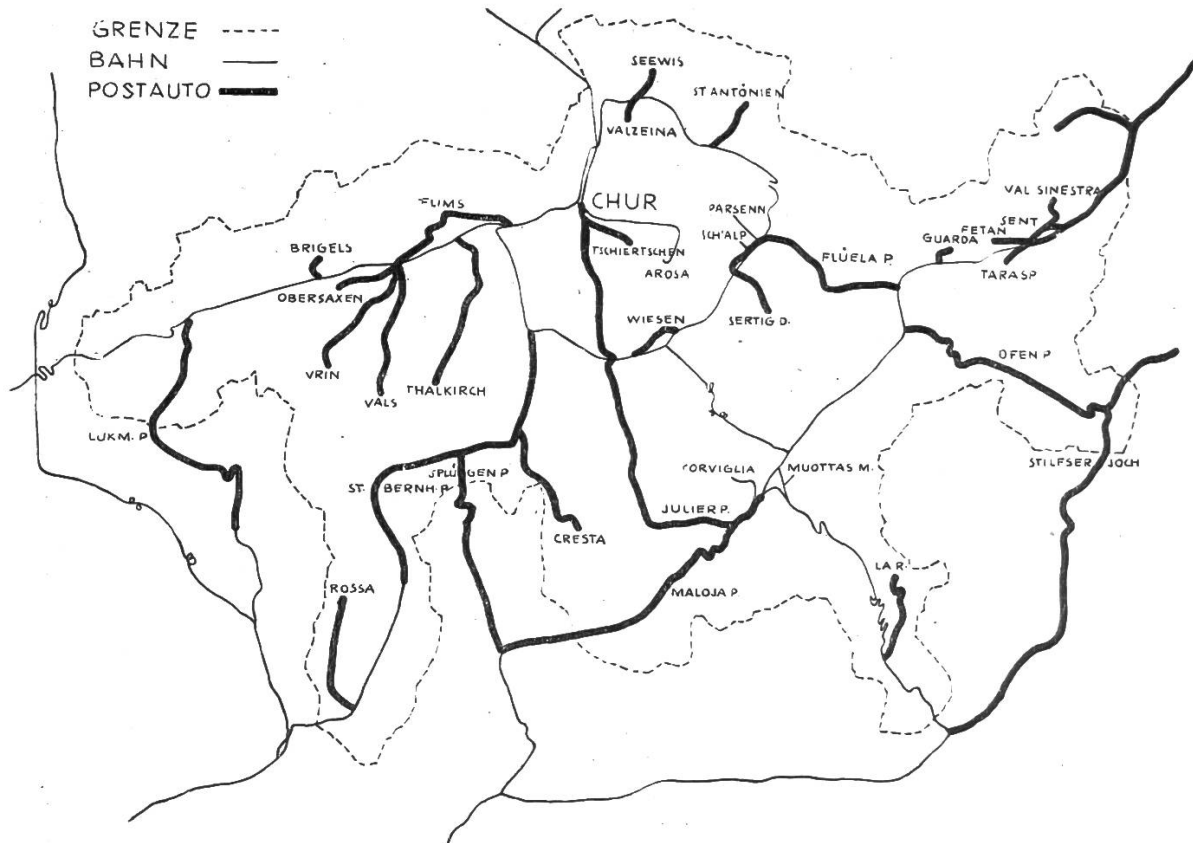 GRENZE
BAHN
POSTAUTO
SEEWIS
ST ANTÖNIEN
VALZEINA
VAL SINESTRA
CHUR
FLIMS
PARSENN
SENT
FETAN
SCH'ALP
GUARDA
BRIGELS
TSCHIERTSCHEN
FLÜELA P.
TARASP
AROSA
OBERSAXEN
WIESEN
SERTIG D.
OFEN P.
VRIN
THALKIRCH
VALS
LUKM. P.
CORVIGLIA
MUOTTAS M.
STILFSER JOCH
SPLÜGEN P.
ST. BERNH. P.
JULIER P.
CRESTA
LA R.
ROSSA
MALOJA P.